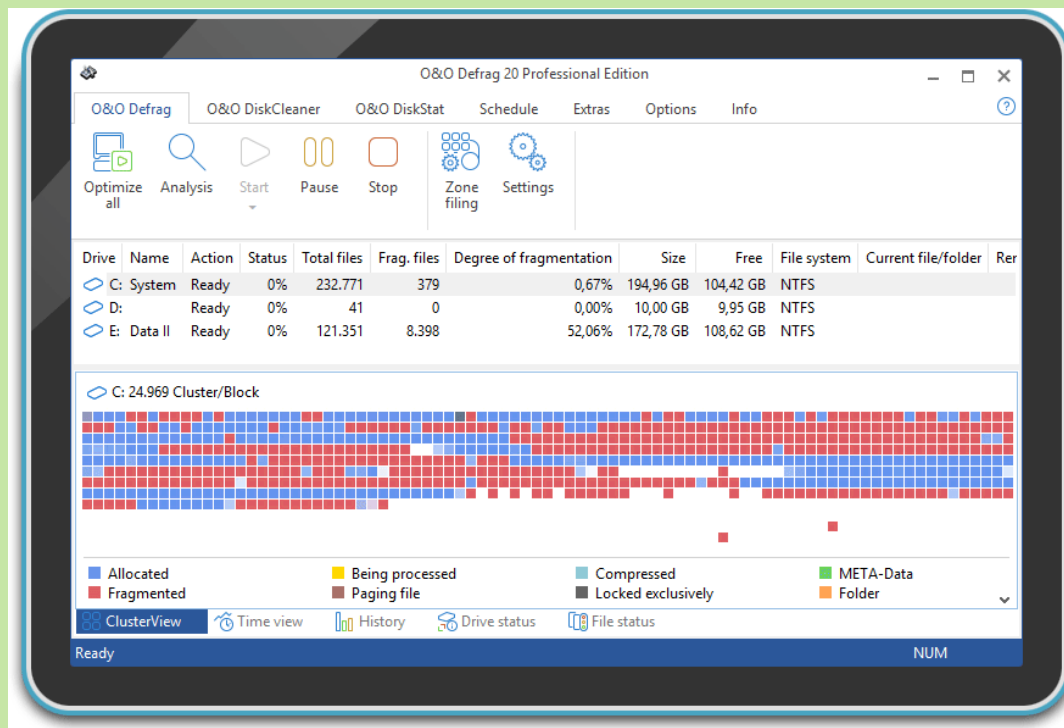 O&O Defrag 20 Professional Edition
O&O Defrag O&O DiskCleaner O&O DiskStat Schedule Extras Options Info ?
Optimize all Analysis Start Pause Stop Zone filing Settings
Drive Name Action Status Total files Frag. files Degree of fragmentation Size Free File system Current file/folder Rer
C: System Ready 0% 232.771 379 0,67% 194,96 GB 104,42 GB NTFS
D: Ready 0% 41 0 0,00% 10,00 GB 9,95 GB NTFS
E: Data II Ready 0% 121.351 8.398 52,06% 172,78 GB 108,62 GB NTFS
C: 24.969 Cluster/Block
Allocated Being processed Compressed META-Data
Fragmented Paging file Locked exclusively Folder
ClusterView Time view History Drive status File status
Ready NUM